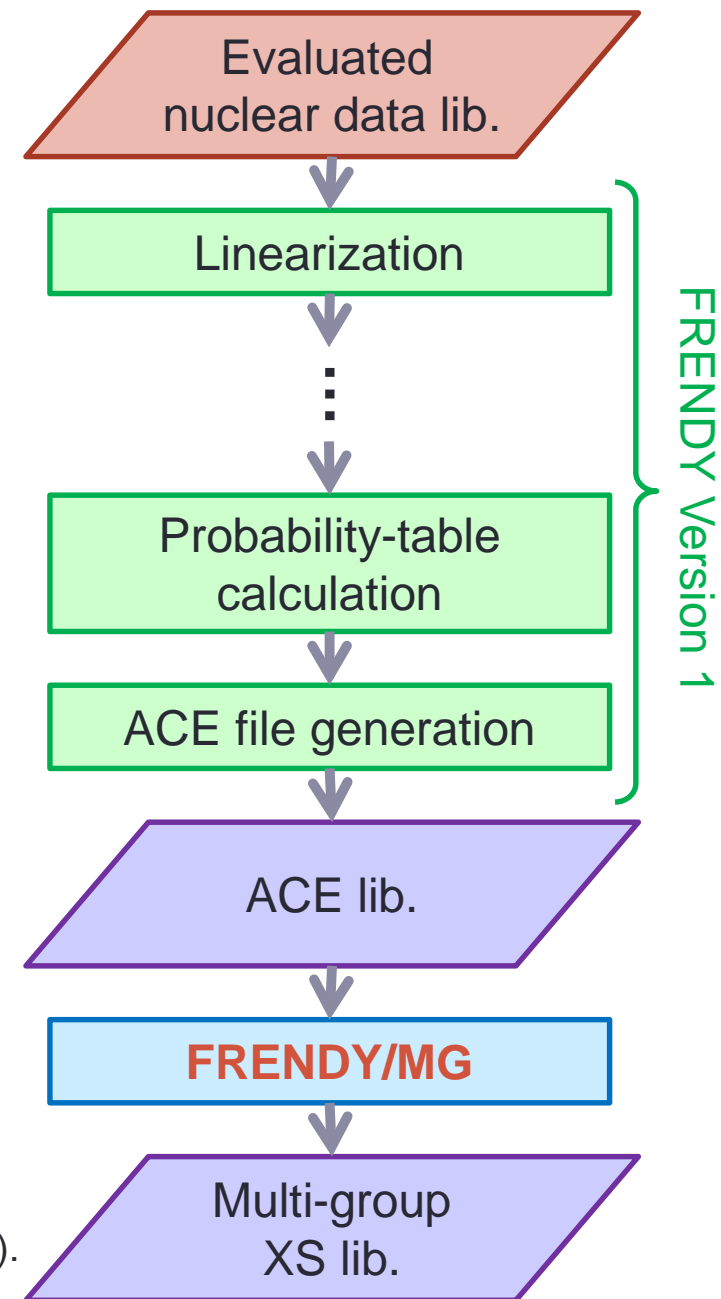 Evaluated
nuclear data lib.
Linearization
⋮
Probability-table
calculation
ACE file generation
FRENDY Version 1
ACE lib.
FRENDY/MG
Multi-group
XS lib.
).